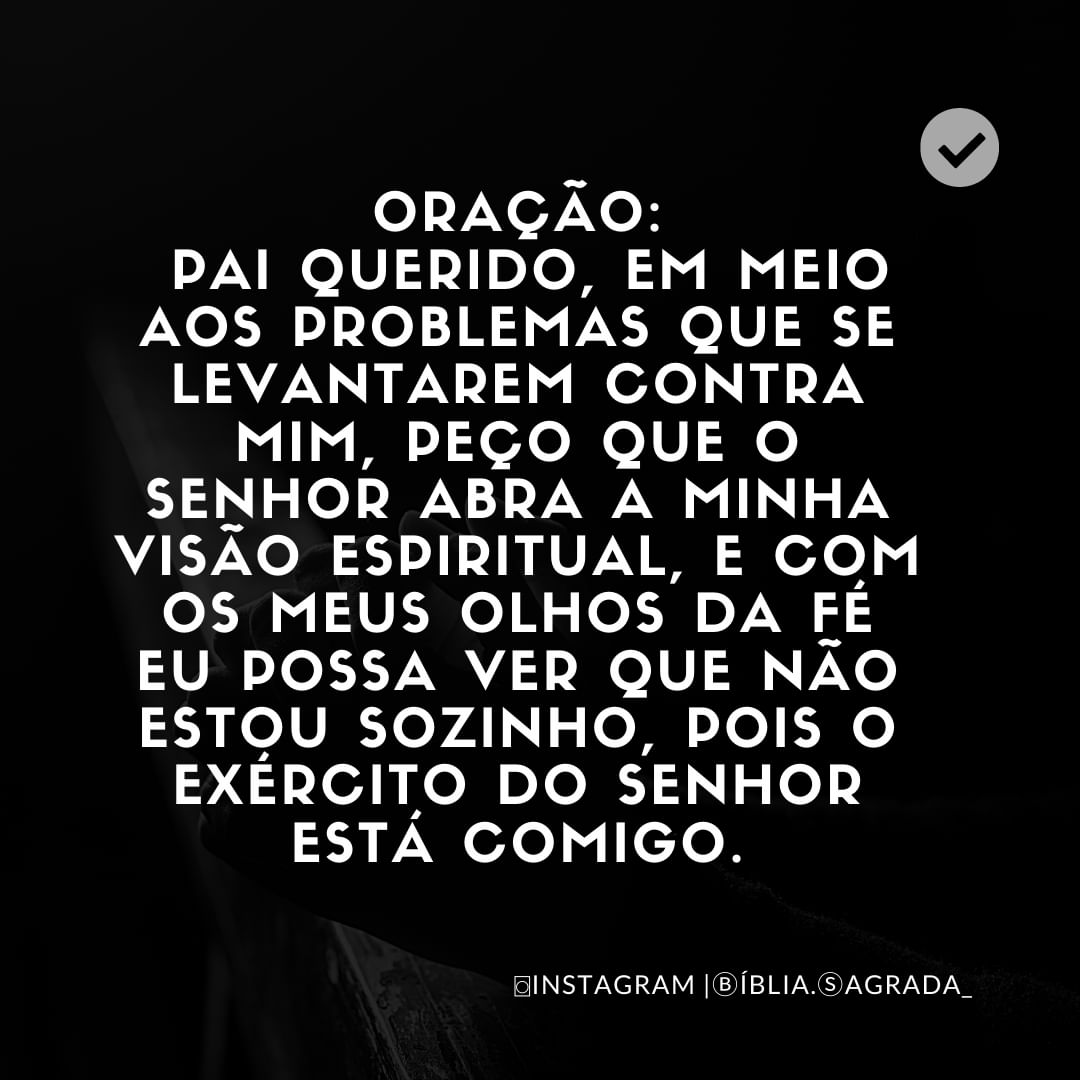 ORAÇÃO:
PAI QUERIDO, EM MEIO
AOS PROBLEMAS QUE SE
LEVANTAREM CONTRA
MIM, PEÇO QUE O
SENHOR ABRA A MINHA
VISÃO ESPIRITUAL, E COM
OS MEUS OLHOS DA FÉ
EU POSSA VER QUE NÃO
ESTOU SOZINHO, POIS O
EXÉRCITO DO SENHOR
ESTÁ COMIGO.
INSTAGRAM |ⒷÍBLIA.ⓈAGRADA_